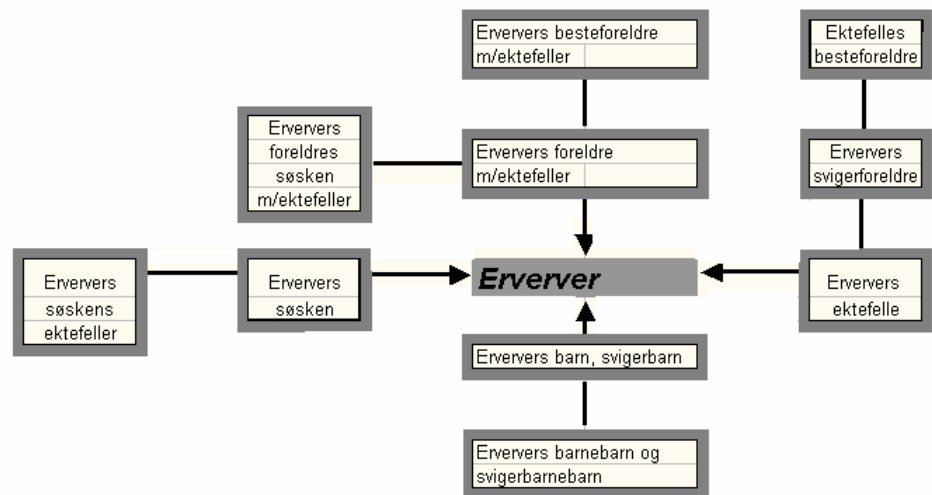 Erververs besteforeldre
m/ektefeller
Ektefelles
besteforeldre
Erververs
foreldres
søsken
m/ektefeller
Erververs foreldre
m/ektefeller
Erververs
svigerforeldre
Erververs
søskens
ektefeller
Erververs
søsken
Erverver
Erververs
ektefelle
Erververs barn, svigerbarn
Erververs barnebarn og
svigerbarnebarn